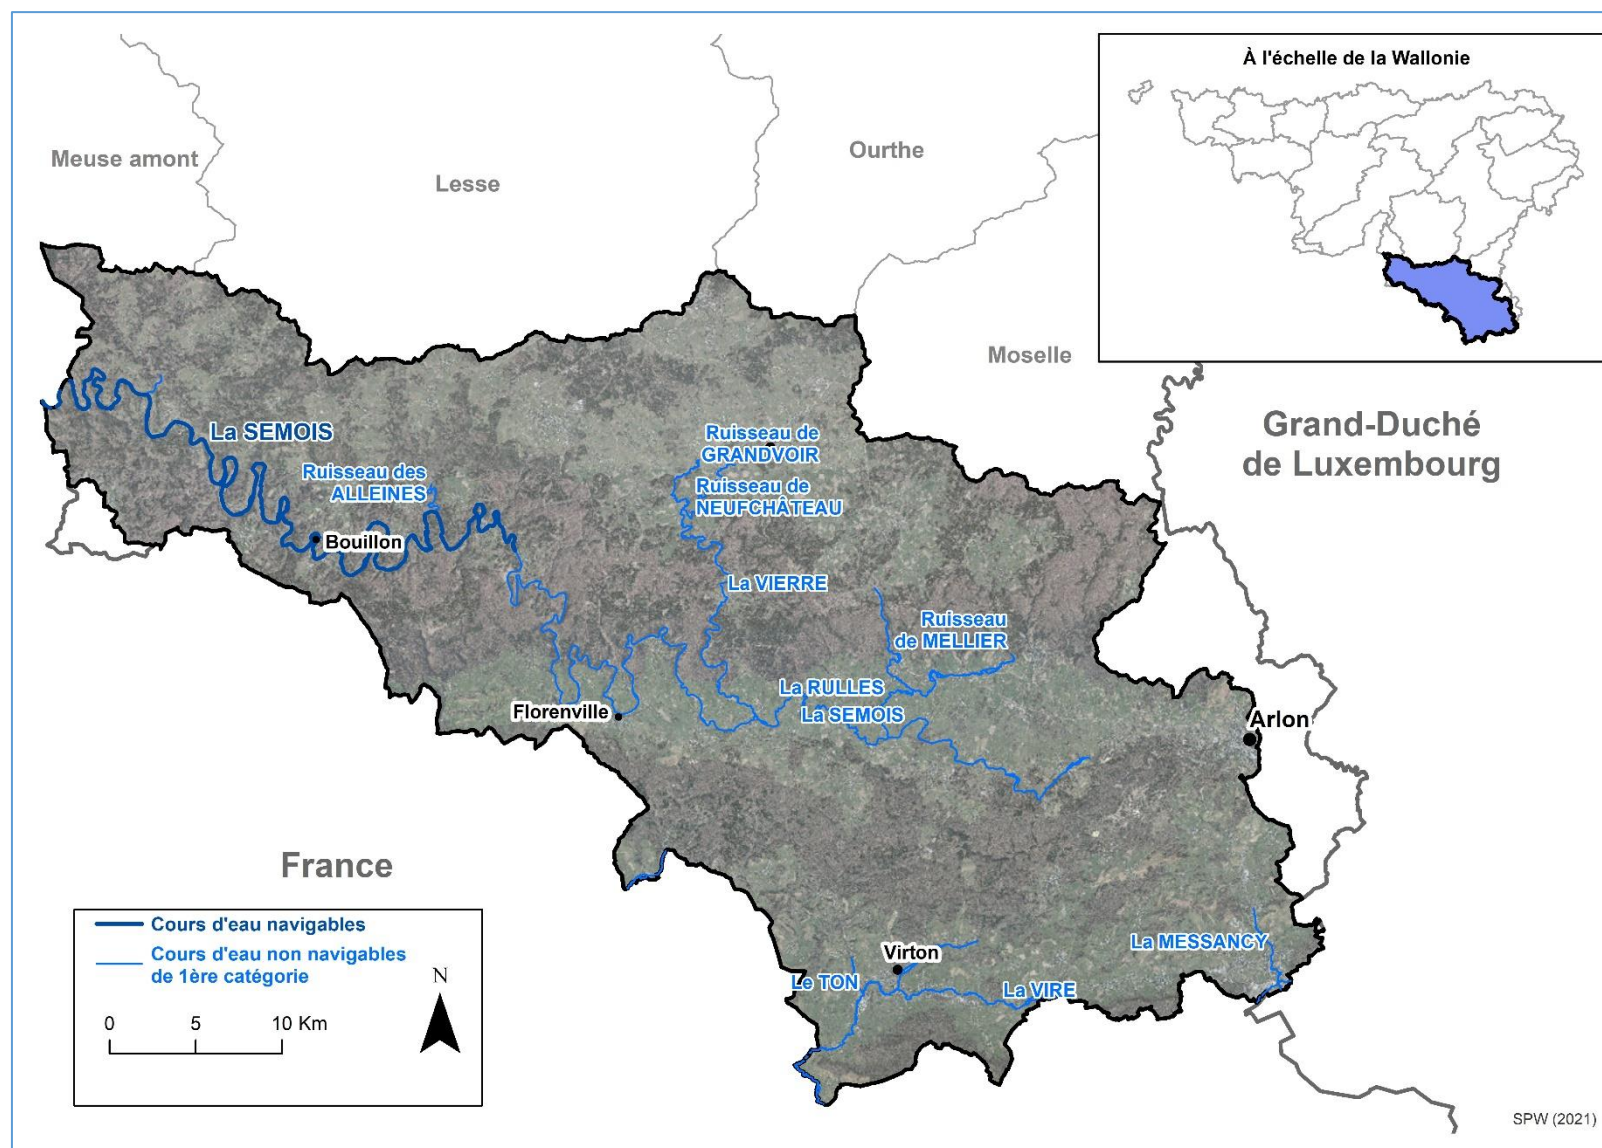 À l'échelle de la Wallonie
Meuse amont
Lesse
Ourthe
Moselle
Grand-Duché
de Luxembourg
La SEMOIS
Ruisseau des
ALLEINES
Bouillon
Ruisseau de
GRANDVOIR
Ruisseau de
NEUFCHÂTEAU
La VIERRE
Ruisseau
de MELLIER
La RULLES
La SEMOIS
Florenville
Arlon
France
Virton
Le TON
La VIRE
La MESSANCY
Cours d'eau navigables
Cours d'eau non navigables
de 1ère catégorie
N
0 5 10 Km
SPW (2021)